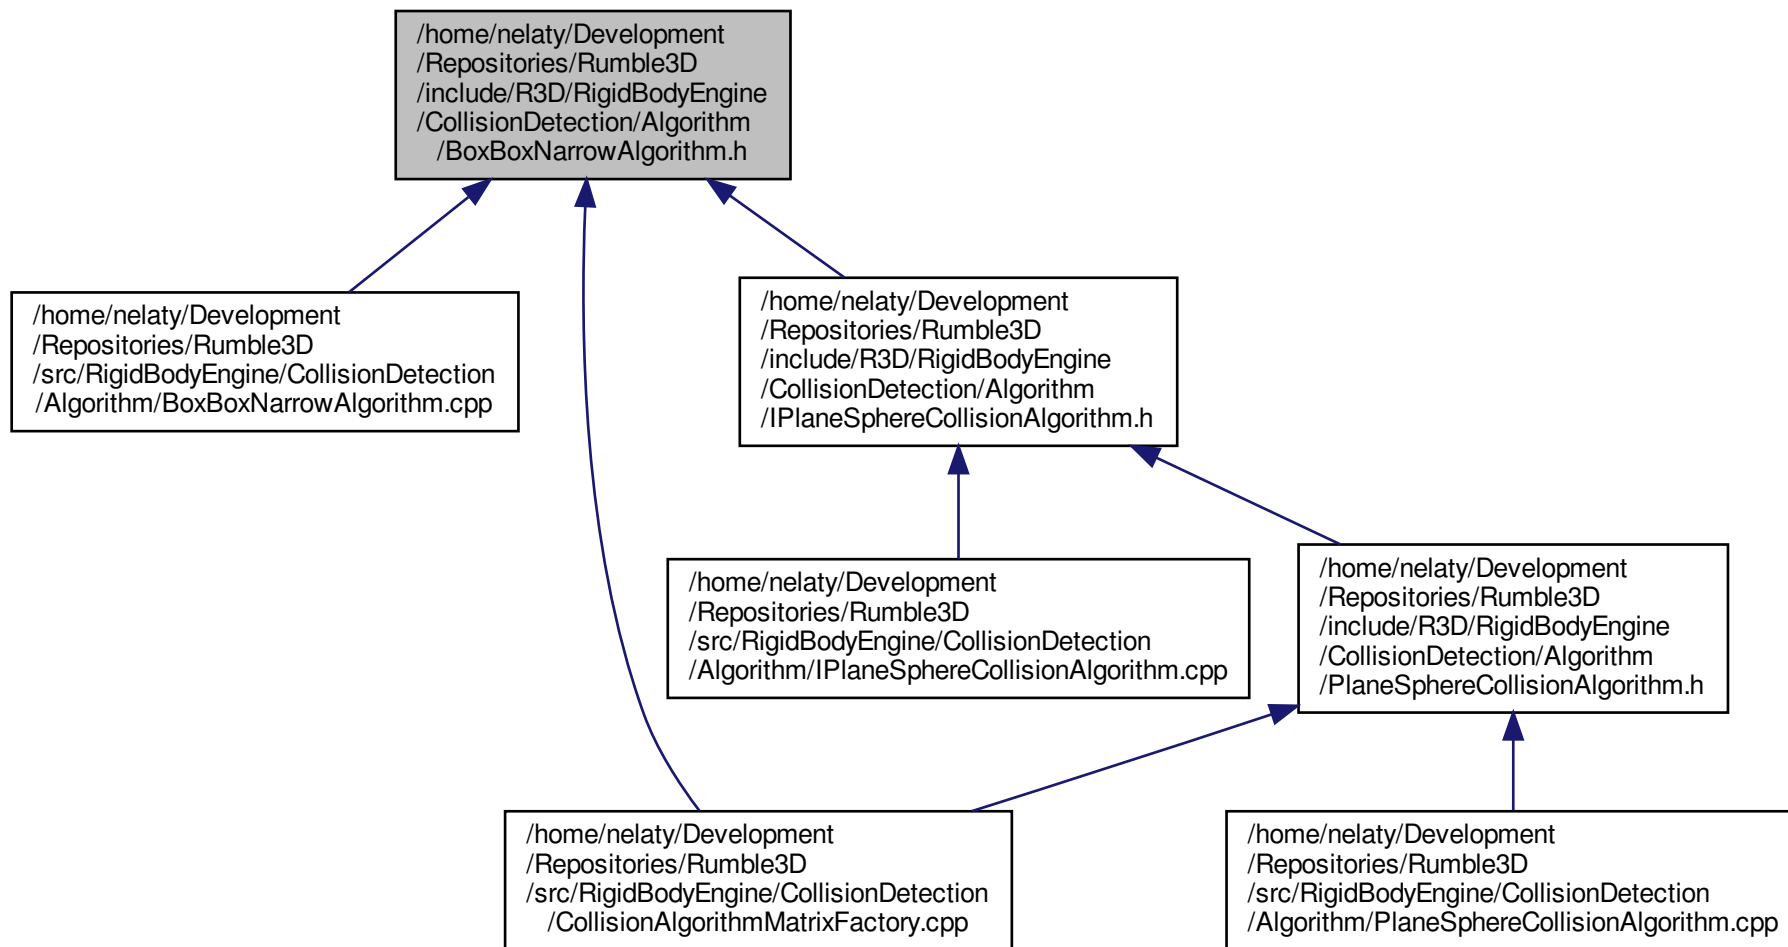 /home/nelaty/Development
/Repositories/Rumble3D
/include/R3D/RigidBodyEngine
/CollisionDetection/Algorithm
/BoxBoxNarrowAlgorithm.h
/home/nelaty/Development
/Repositories/Rumble3D
/src/RigidBodyEngine/CollisionDetection
/Algorithm/BoxBoxNarrowAlgorithm.cpp
/home/nelaty/Development
/Repositories/Rumble3D
/include/R3D/RigidBodyEngine
/CollisionDetection/Algorithm
/IPlaneSphereCollisionAlgorithm.h
/home/nelaty/Development
/Repositories/Rumble3D
/src/RigidBodyEngine/CollisionDetection
/Algorithm/IPlaneSphereCollisionAlgorithm.cpp
/home/nelaty/Development
/Repositories/Rumble3D
/include/R3D/RigidBodyEngine
/CollisionDetection/Algorithm
/PlaneSphereCollisionAlgorithm.h
/home/nelaty/Development
/Repositories/Rumble3D
/src/RigidBodyEngine/CollisionDetection
/CollisionAlgorithmMatrixFactory.cpp
/home/nelaty/Development
/Repositories/Rumble3D
/src/RigidBodyEngine/CollisionDetection
/Algorithm/PlaneSphereCollisionAlgorithm.cpp